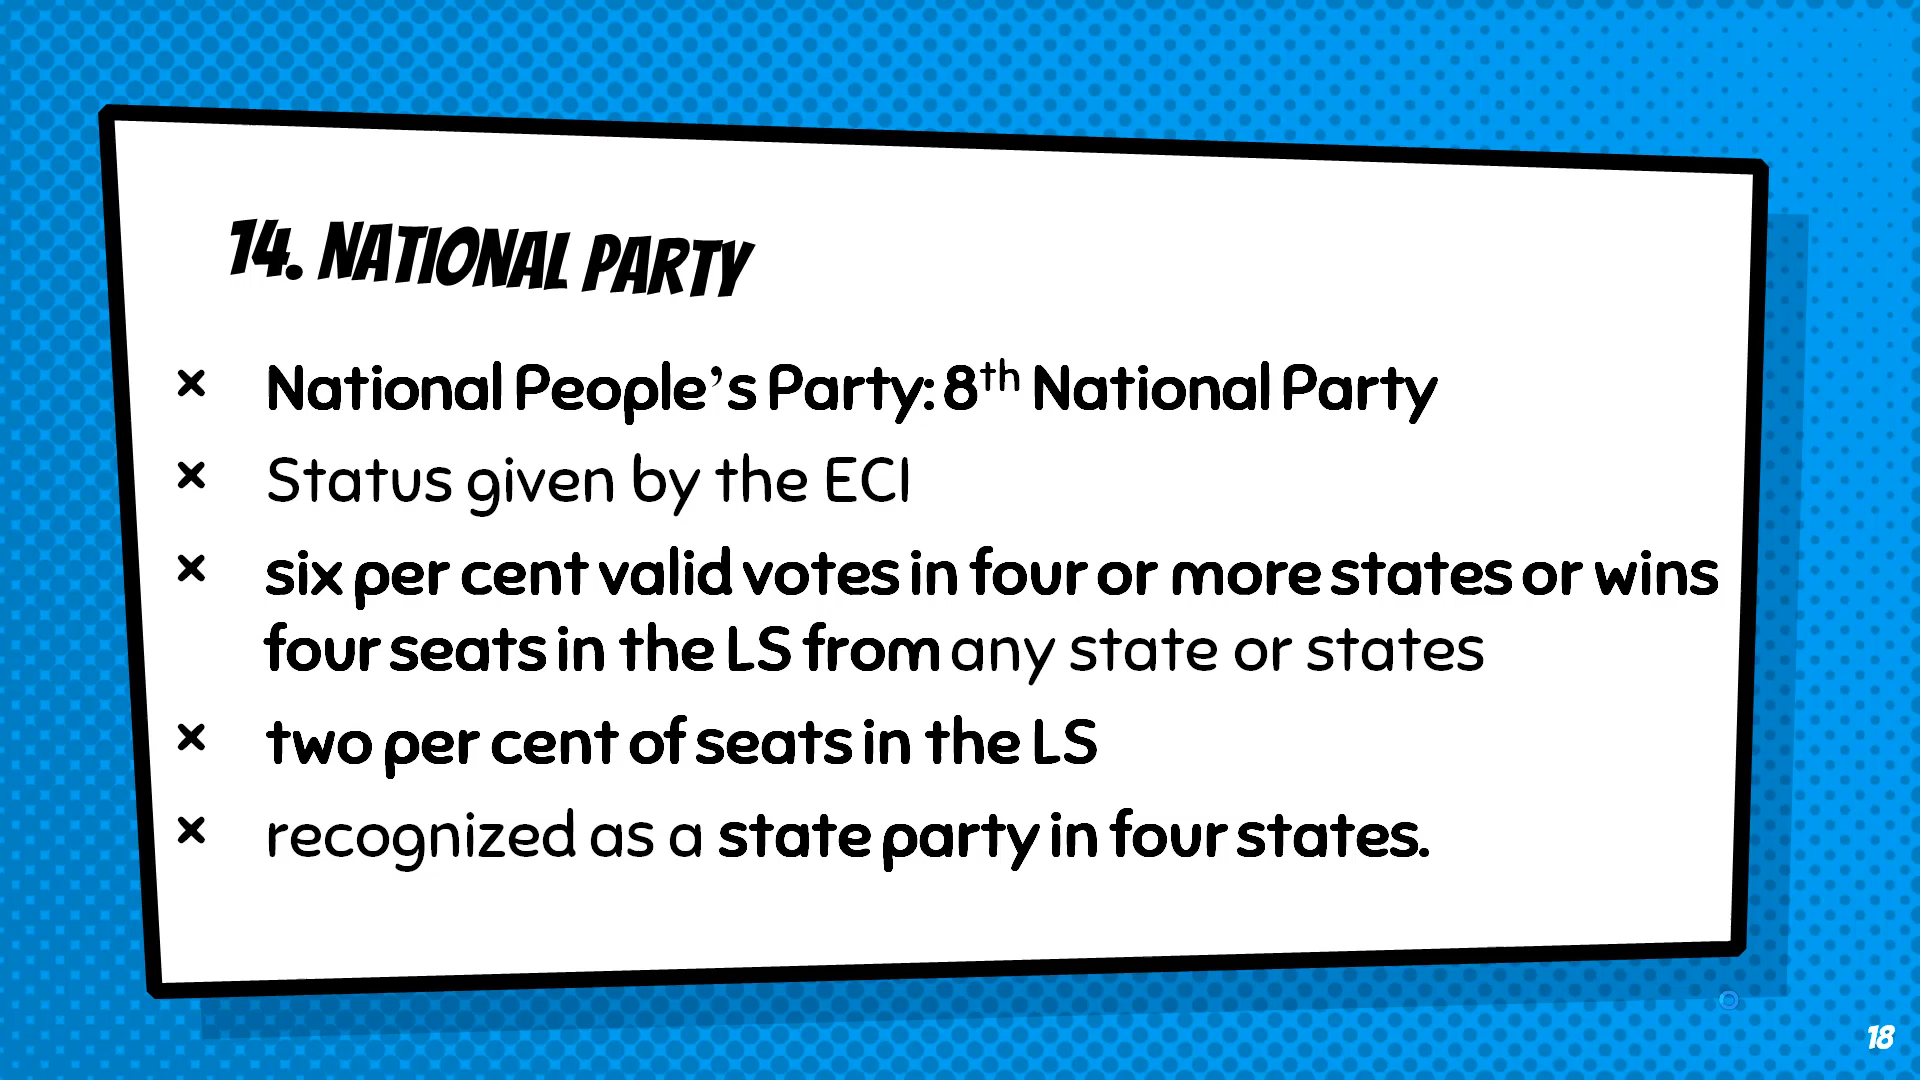 14. NATIONAL PARTY
× National People's Party: 8th National Party
× Status given by the ECI
× six per cent valid votes in four or more states or wins
four seats in the LS from any state or states
× two per cent of seats in the LS
× recognized as a state party in four states.
18